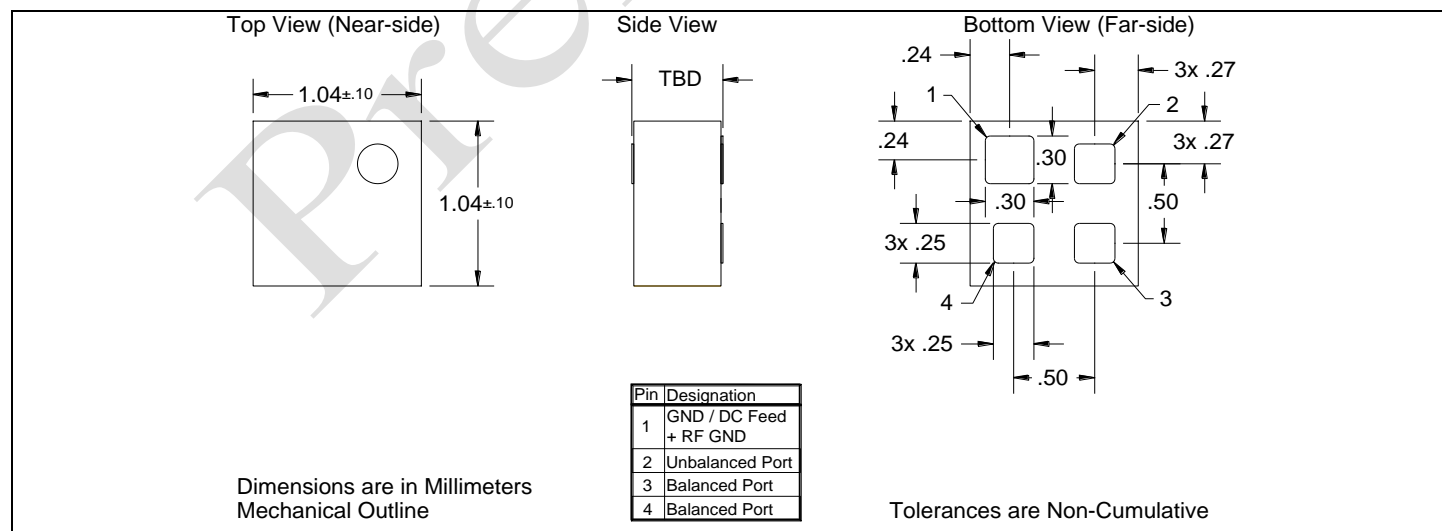 Pre
Top View (Near-side)
Side View
Bottom View (Far-side)
1.04±.10
1.04±.10
TBD
.24
3x .27
1
2
.24
.30
3x .27
.30
.50
3x .25
4
3
3x .25
.50
Pin Designation
1 GND / DC Feed
+ RF GND
2 Unbalanced Port
3 Balanced Port
4 Balanced Port
Dimensions are in Millimeters
Mechanical Outline
Tolerances are Non-Cumulative